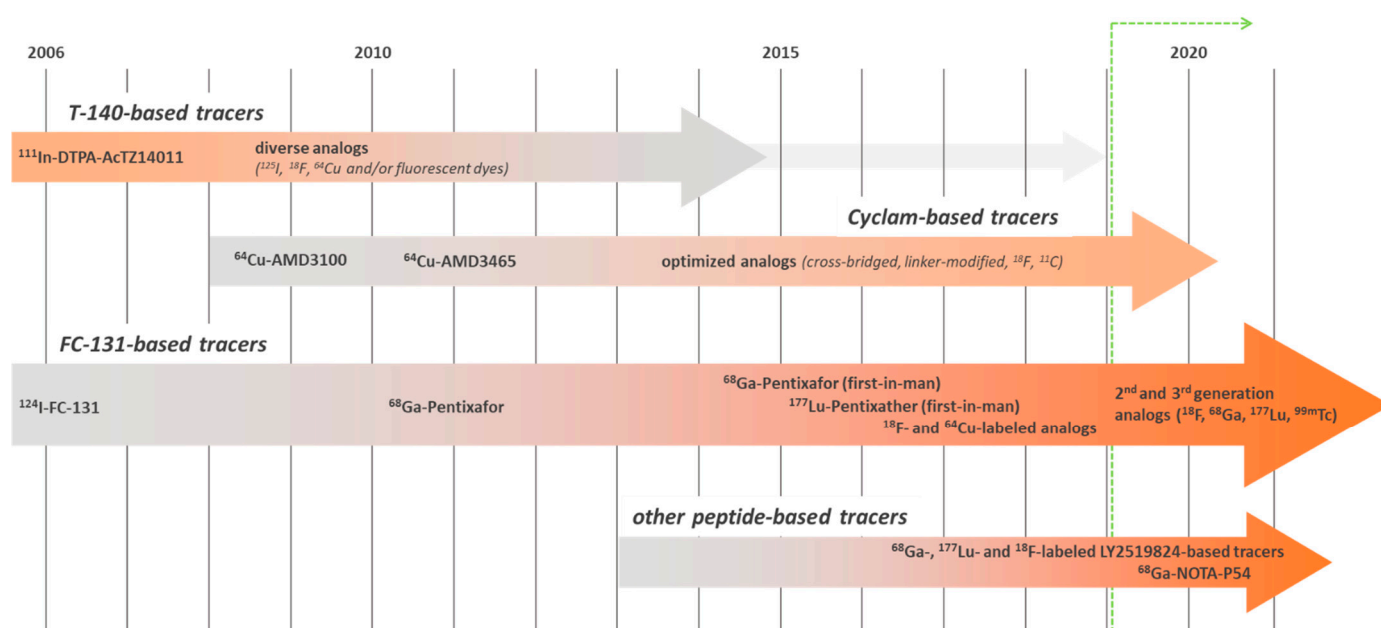 2006 2010 2015 2020
T-140-based tracers
¹¹¹In-DTPA-AcTZ14011
diverse analogs
(¹²⁵I, ¹⁸F, ⁶⁴Cu and/or fluorescent dyes)
Cyclam-based tracers
⁶⁴Cu-AMD3100
⁶⁴Cu-AMD3465
optimized analogs (cross-bridged, linker-modified, ¹⁸F, ¹¹C)
FC-131-based tracers
¹²⁴I-FC-131
⁶⁸Ga-Pentixafor
⁶⁸Ga-Pentixafor (first-in-man)
¹⁷⁷Lu-Pentixather (first-in-man)
¹⁸F- and ⁶⁴Cu-labeled analogs
2ⁿᵈ and 3ʳᵈ generation
analogs (¹⁸F, ⁶⁸Ga, ¹⁷⁷Lu, ⁹⁹ᵐTc)
other peptide-based tracers
⁶⁸Ga-, ¹⁷⁷Lu- and ¹⁸F-labeled LY2519824-based tracers
⁶⁸Ga-NOTA-P54